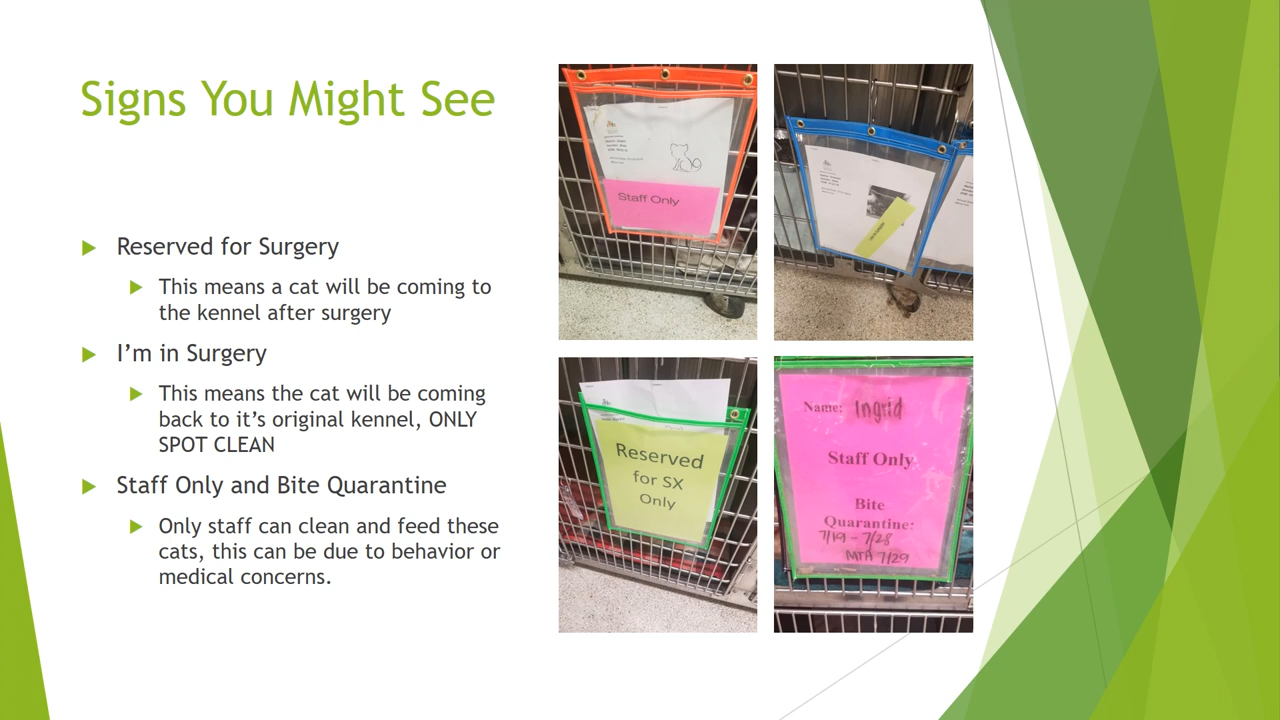 Signs You Might See
Reserved for Surgery
This means a cat will be coming to
the kennel after surgery
I'm in Surgery
This means the cat will be coming
back to it's original kennel, ONLY
SPOT CLEAN
Staff Only and Bite Quarantine
Only staff can clean and feed these
cats, this can be due to behavior or
medical concerns.
Staff Only
Reserved
for SX
Only
Name: Ingrid
Staff Only
Bite
Quarantine:
7/19 - 7/28
MTA 7/29